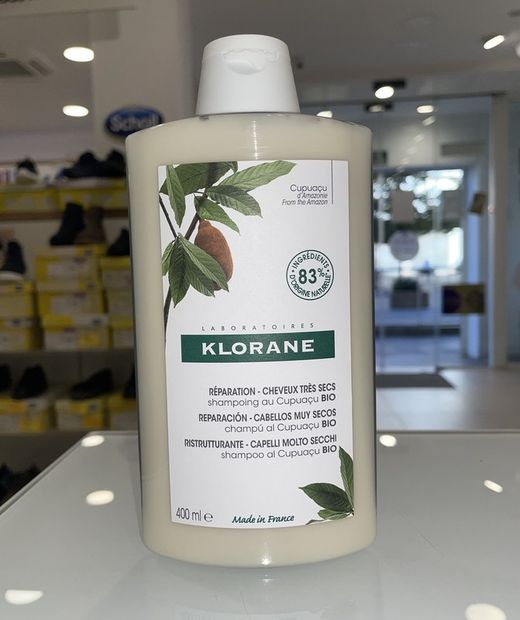 Scholl
Cupuaçu
d'Amazonie
From the Amazon
INGRÉDIENTS
83%
D'ORIGINE NATURELLE
LABORATOIRES
KLORANE
RÉPARATION - CHEVEUX TRÈS SECS
shampoing au Cupuaçu BIO
REPARACIÓN - CABELLOS MUY SECOS
champú al Cupuaçu BIO
RISTRUTTURANTE - CAPELLI MOLTO SECCHI
shampoo al Cupuaçu BIO
400 ml e
Made in France